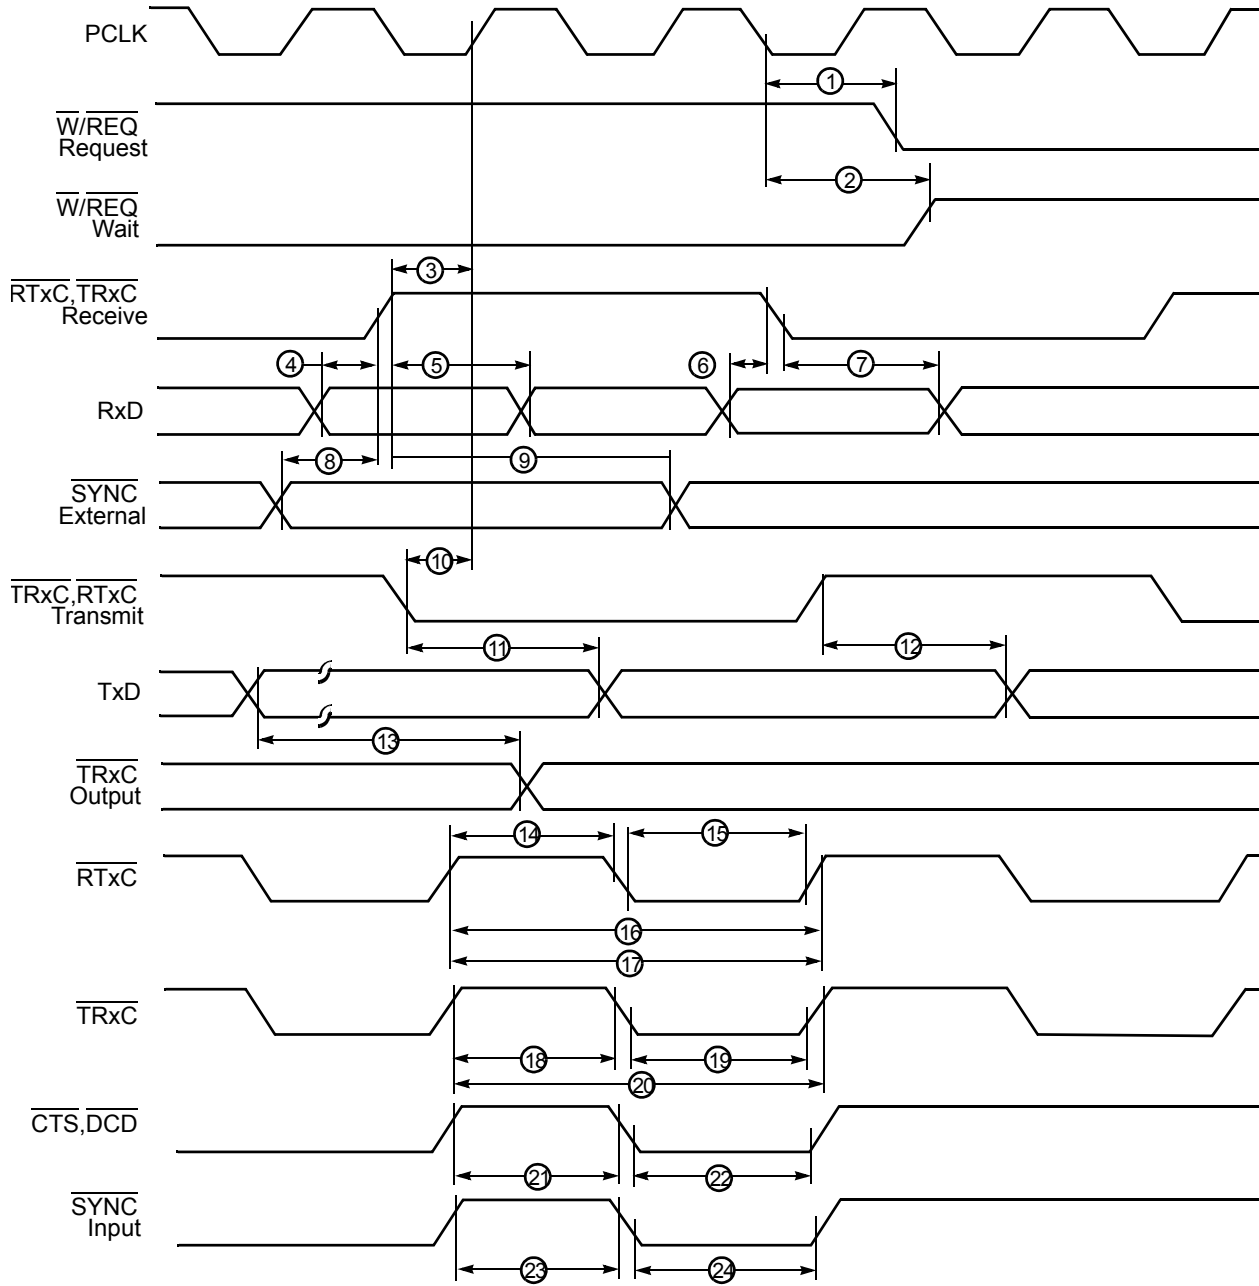 PCLK
1
W/REQ
Request
2
W/REQ
Wait
3
RTxC,TRxC
Receive
4
5
6
7
RxD
8
9
SYNC
External
10
TRxC,RTxC
Transmit
11
12
TxD
13
TRxC
Output
14
15
RTxC
16
17
TRxC
18
19
20
CTS,DCD
21
22
SYNC
Input
23
24